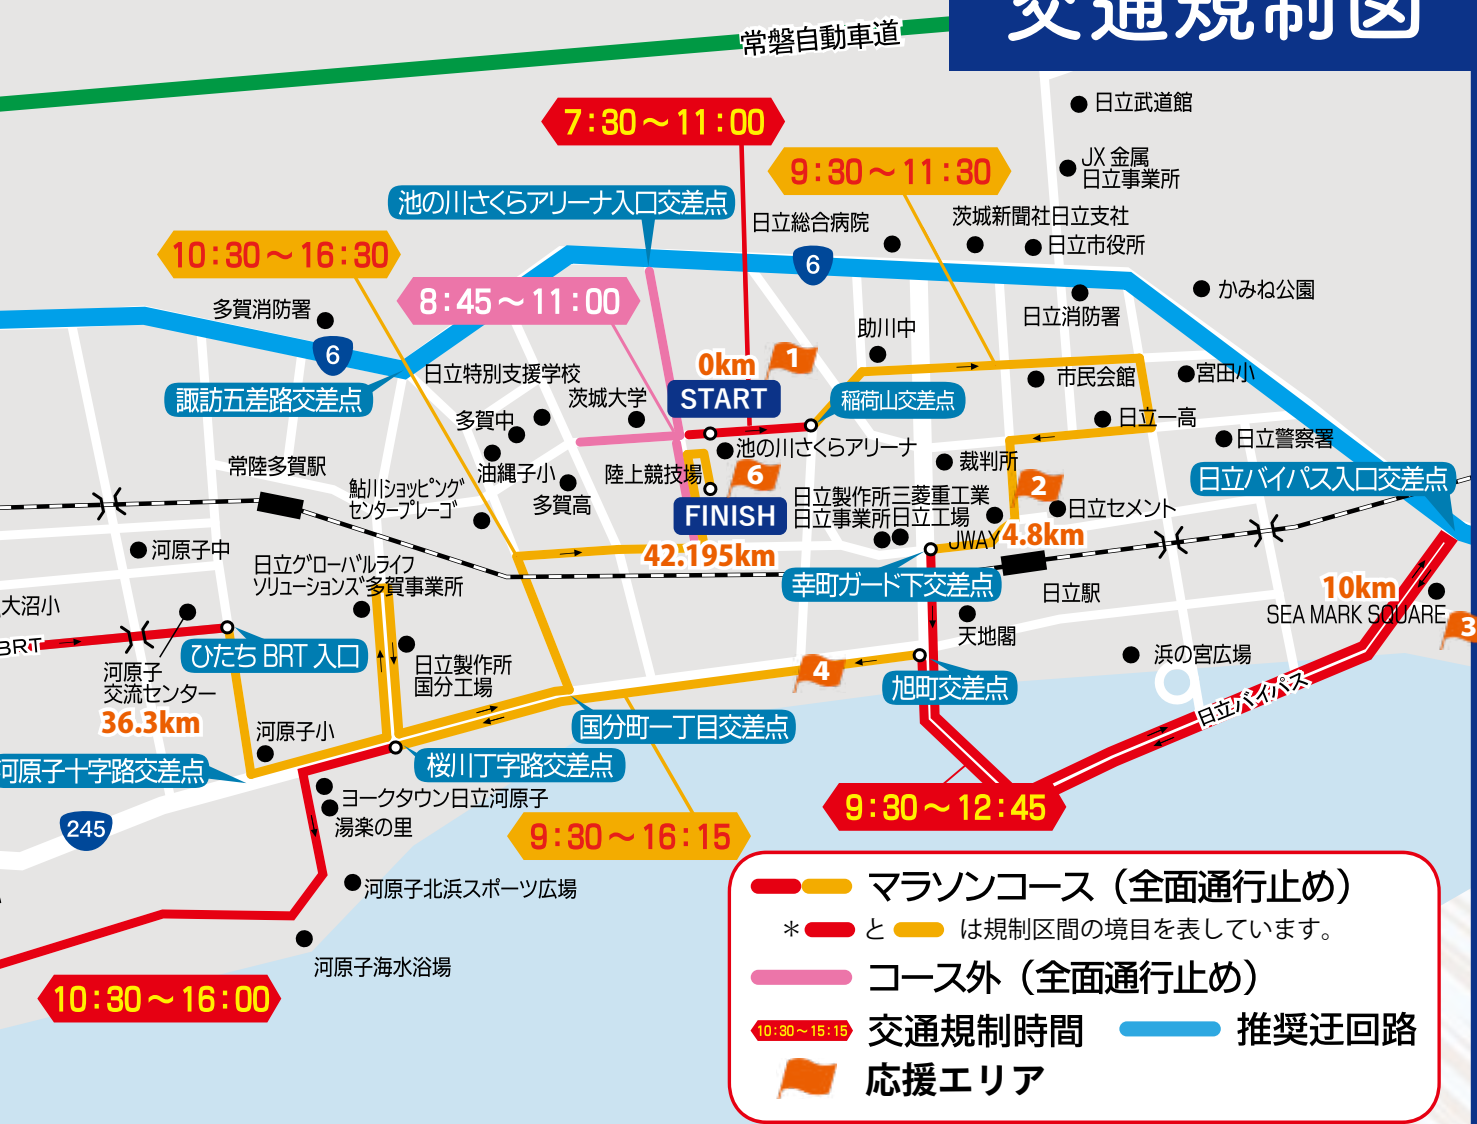 交通規制図
常磐自動車道
日立武道館
7:30～11:00
JX 金属
日立事業所
9:30～11:30
池の川さくらアリーナ入口交差点
日立総合病院
茨城新聞社日立支社
日立市役所
10:30～16:30
6
8:45～11:00
かみね公園
多賀消防署
日立消防署
助川中
6
0km
1
日立特別支援学校
市民会館
宮田小
諏訪五差路交差点
茨城大学
START
稲荷山交差点
多賀中
日立一高
池の川さくらアリーナ
日立警察署
常陸多賀駅
油縄子小
陸上競技場
6
裁判所
日立バイパス入口交差点
鮎川ショッピング
センタープレーゴ
多賀高
2
日立製作所
日立事業所
三菱重工業
日立工場
日立セメント
FINISH
JWAY
4.8km
河原子中
42.195km
日立グローバルライフ
ソリューションズ多賀事業所
幸町ガード下交差点
日立駅
10km
大沼小
SEA MARK SQUARE
3
BRT
天地閣
ひたち BRT 入口
日立製作所
国分工場
浜の宮広場
河原子
交流センター
4
旭町交差点
日立バイパス
36.3km
国分町一丁目交差点
河原子小
桜川丁字路交差点
河原子十字路交差点
ヨークタウン日立河原子
9:30～12:45
245
湯楽の里
9:30～16:15
河原子北浜スポーツ広場
河原子海水浴場
10:30～16:00
マラソンコース（全面通行止め）
＊ と は規制区間の境目を表しています。
コース外（全面通行止め）
10:30～15:15 交通規制時間
推奨迂回路
応援エリア